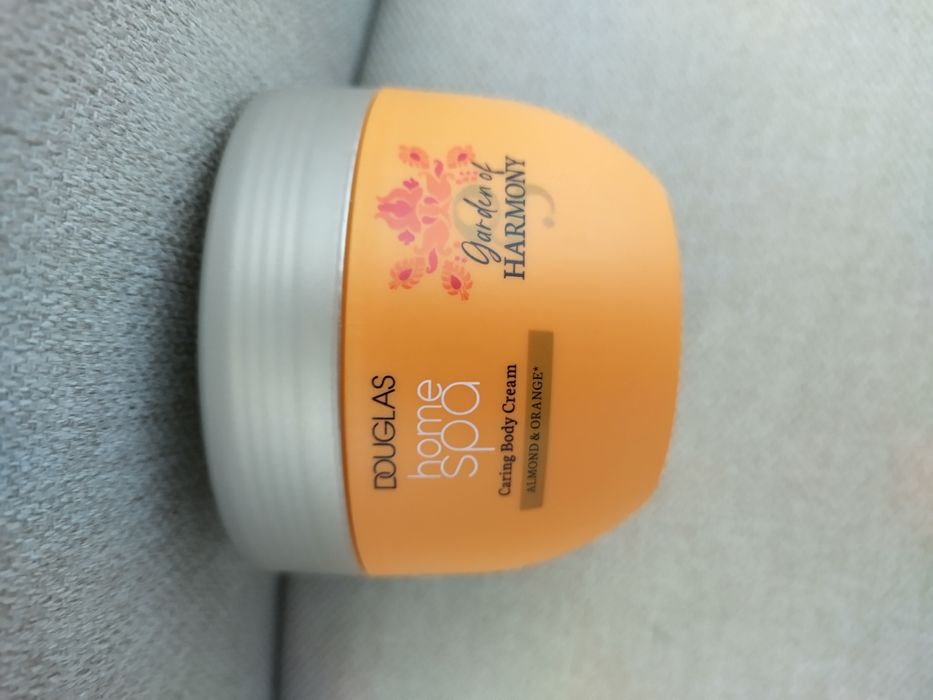 DOUGLAS
home
spa
Caring Body Cream
ALMOND & ORANGE*
Garden of
HARMONY